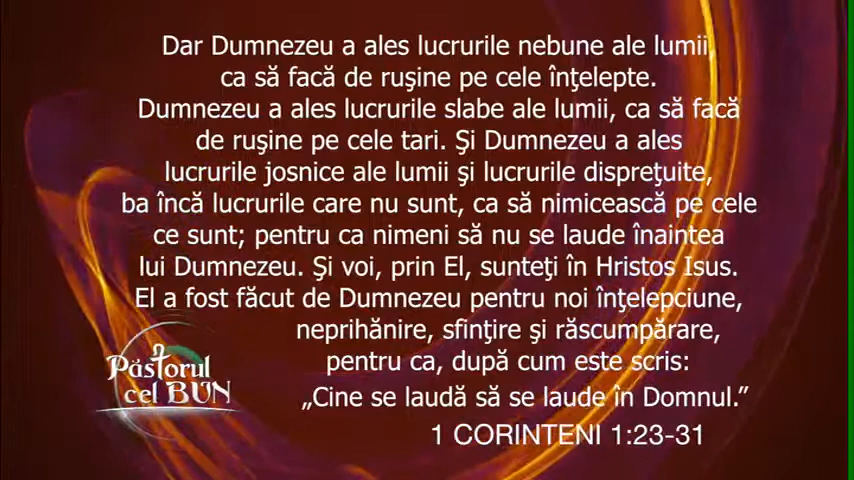 Dar Dumnezeu a ales lucrurile nebune ale lumii,
ca să facă de ruşine pe cele înţelepte.
Dumnezeu a ales lucrurile slabe ale lumii, ca să facă
de ruşine pe cele tari. Şi Dumnezeu a ales
lucrurile josnice ale lumii şi lucrurile dispreţuite,
ba încă lucrurile care nu sunt, ca să nimicească pe cele
ce sunt; pentru ca nimeni să nu se laude înaintea
lui Dumnezeu. Şi voi, prin El, sunteţi în Hristos Isus.
El a fost făcut de Dumnezeu pentru noi înţelepciune,
neprihănire, sfinţire şi răscumpărare,
pentru ca, după cum este scris:
„Cine se laudă să se laude în Domnul.”
1 CORINTENI 1:23-31
Păstorul
cel BUN